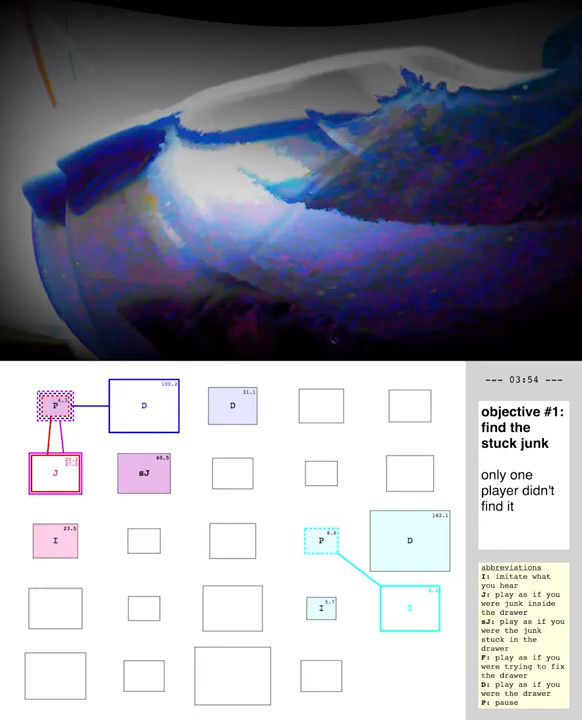 --- 03:54 ---
objective #1:
find the
stuck junk
only one
player didn't
find it
P
D 150.2
D 31.1
J
sJ 40.5
I 23.5
P 8.6
D 162.1
I 5.7
abbreviations
I: imitate what
you hear
J: play as if you
were junk inside
the drawer
sJ: play as if you
were the junk
stuck in the
drawer
F: play as if you
were trying to fix
the drawer
D: play as if you
were the drawer
P: pause